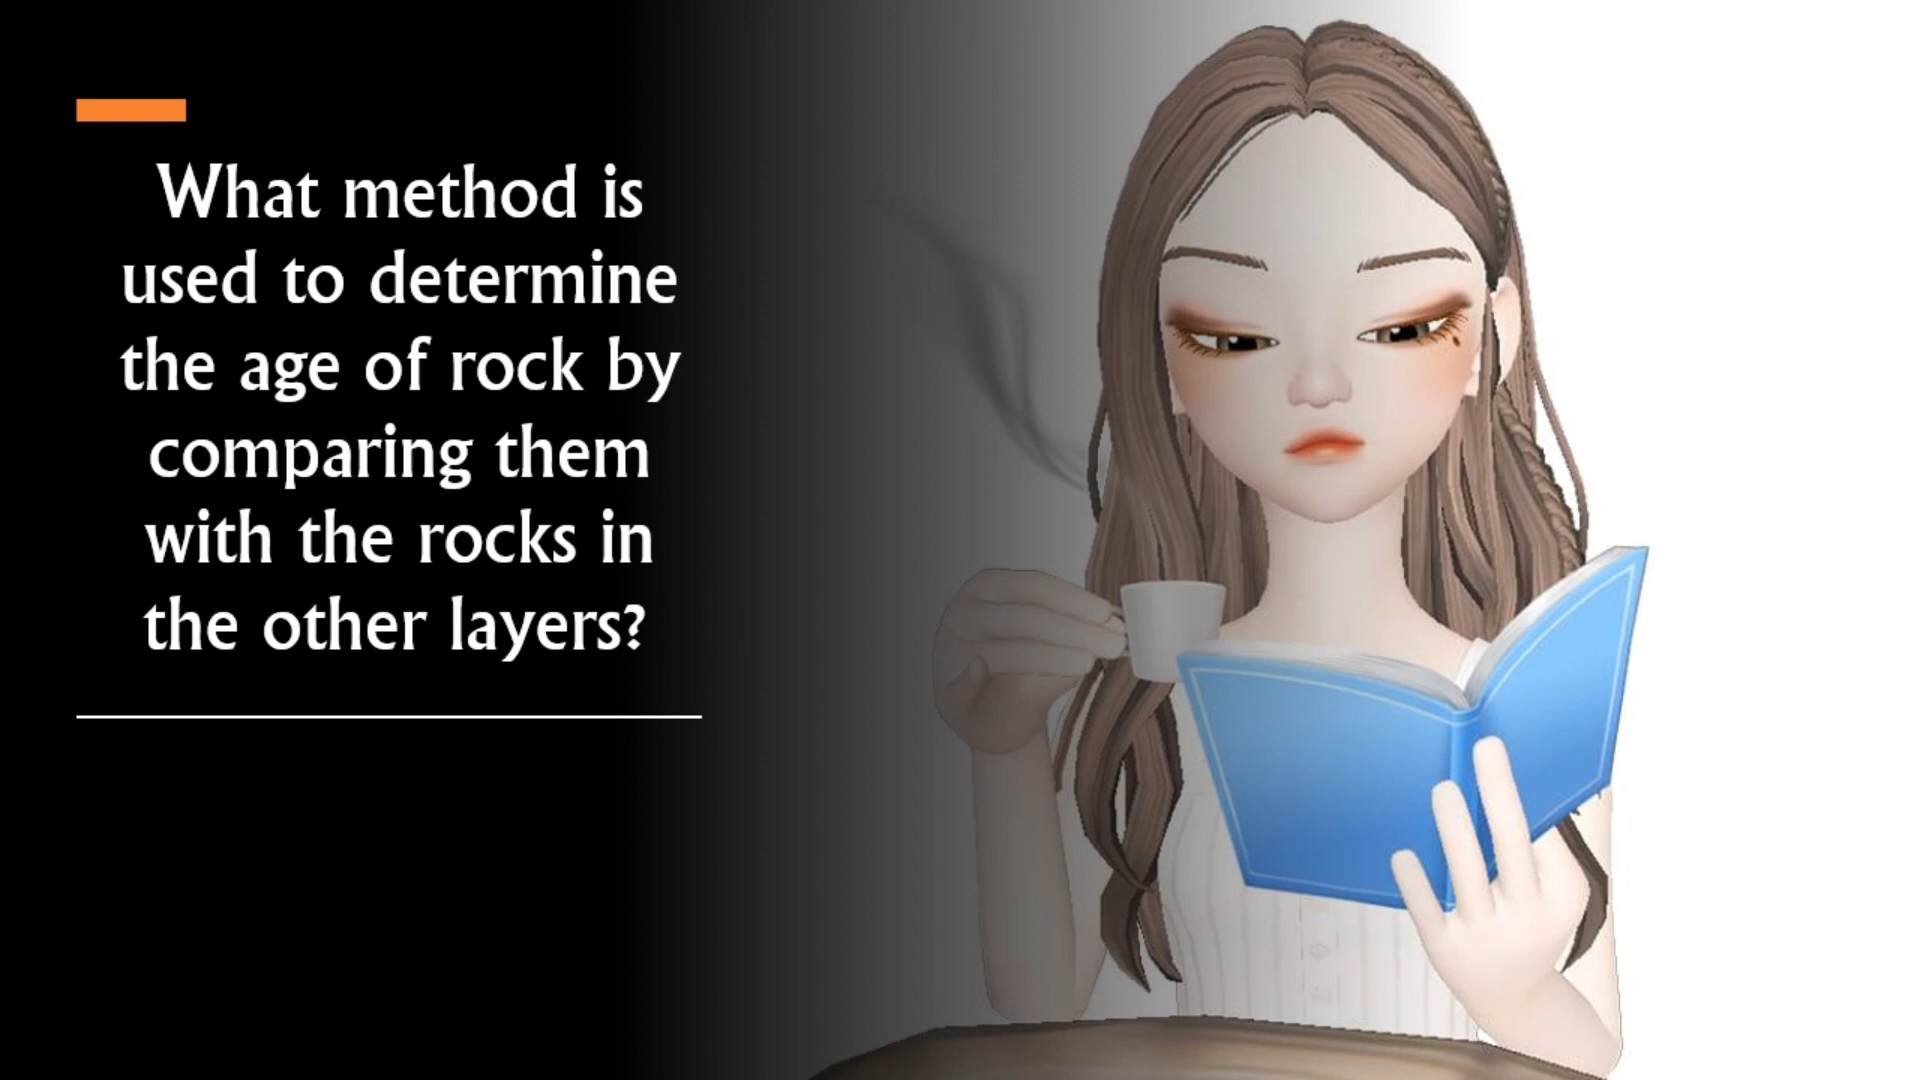 What method is
used to determine
the age of rock by
comparing them
with the rocks in
the other layers?